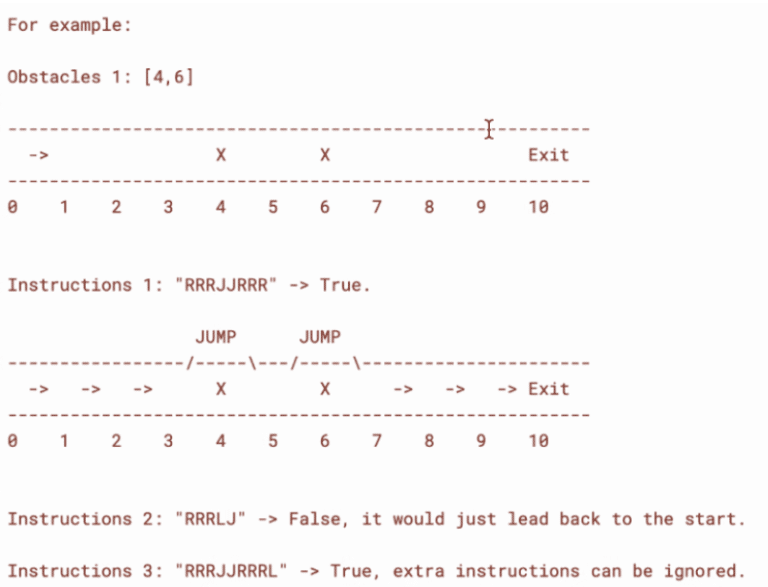 For example:
Obstacles 1: [4,6]
---------------------------------------------------------
  ->                X         X                   Exit
---------------------------------------------------------
0    1    2    3    4    5    6    7    8    9    10
Instructions 1: "RRRJJRRR" -> True.
                  JUMP      JUMP
-----------------/-----\---/-----\----------------------
  ->   ->   ->      X         X      ->   ->   -> Exit
---------------------------------------------------------
0    1    2    3    4    5    6    7    8    9    10
Instructions 2: "RRRLJ" -> False, it would just lead back to the start.
Instructions 3: "RRRJJRRRL" -> True, extra instructions can be ignored.